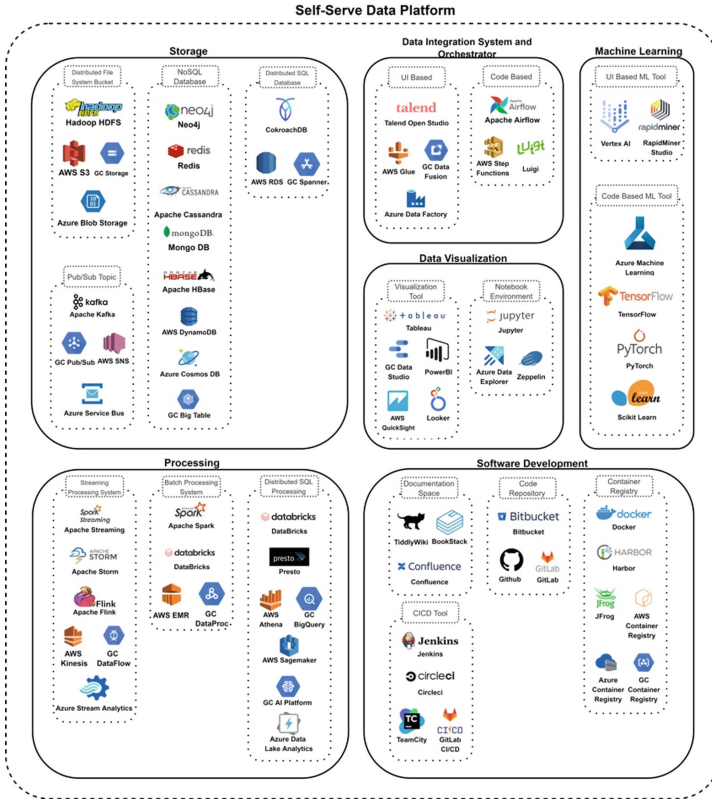 Self-Serve Data Platform
Storage
Distributed File
System Bucket
hadoop
HDFS
Hadoop HDFS
AWS S3
GC Storage
Azure Blob Storage
NoSQL
Database
neo4j
Neo4j
redis
Redis
CASSANDRA
Apache Cassandra
mongoDB
Mongo DB
APACHE
HBASE
Apache HBase
AWS DynamoDB
Azure Cosmos DB
GC Big Table
Distributed SQL
Database
CokroachDB
AWS RDS
GC Spanner
Pub/Sub Topic
kafka
Apache Kafka
GC Pub/Sub
AWS SNS
Azure Service Bus
Data Integration System and
Orchestrator
UI Based
talend
Talend Open Studio
AWS Glue
GC Data
Fusion
Azure Data Factory
Code Based
Apache
Airflow
Apache Airflow
AWS Step
Functions
LUIGI
Luigi
Machine Learning
UI Based ML Tool
Vertex AI
rapidminer
RapidMiner
Studio
Code Based ML Tool
Azure Machine
Learning
TensorFlow
TensorFlow
PyTorch
PyTorch
learn
Scikit Learn
Data Visualization
Visualization
Tool
tableau
Tableau
GC Data
Studio
PowerBI
AWS
QuickSight
Looker
Notebook
Environment
jupyter
Jupyter
Azure Data
Explorer
Zeppelin
Processing
Streaming
Processing System
Spark
Streaming
Apache Streaming
APACHE
STORM
Apache Storm
Flink
Apache Flink
AWS
Kinesis
GC
DataFlow
Azure Stream Analytics
Batch Processing
System
Spark
Apache Spark
databricks
DataBricks
AWS EMR
GC
DataProc
Distributed SQL
Processing
databricks
DataBricks
presto
Presto
AWS
Athena
GC
BigQuery
AWS Sagemaker
GC AI Platform
Azure Data
Lake Analytics
Software Development
Documentation
Space
TiddlyWiki
BookStack
Confluence
Confluence
Code
Repository
Bitbucket
Bitbucket
Github
GitLab
GitLab
Container
Registry
docker
Docker
HARBOR
Harbor
JFrog
JFrog
AWS
Container
Registry
Azure
Container
Registry
GC
Container
Registry
CICD Tool
Jenkins
Jenkins
circleci
Circleci
TC
TeamCity
CI/CD
GitLab
CI/CD